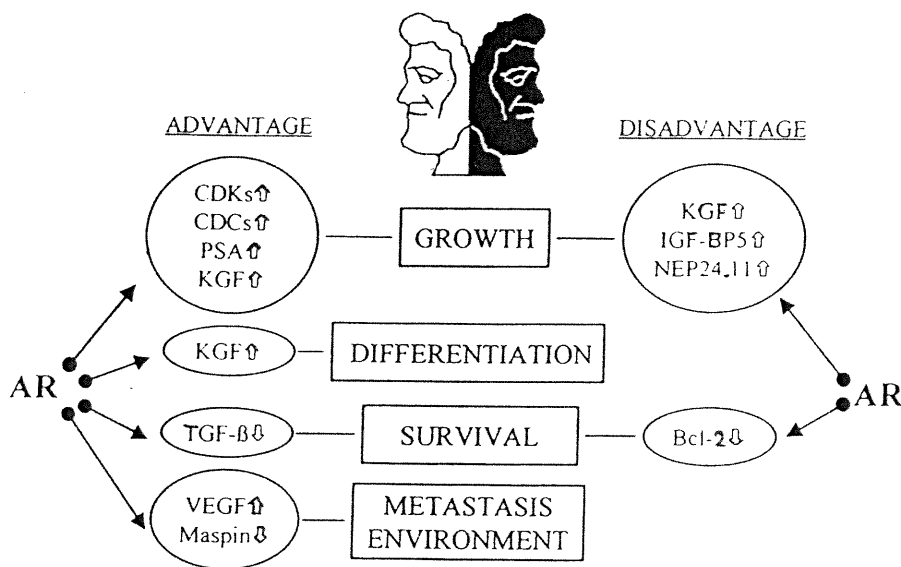 ADVANTAGE
DISADVANTAGE
CDKs⇧
CDCs⇧
PSA⇧
KGF⇧
GROWTH
KGF⇧
IGF-BP5⇧
NEP24.11⇧
KGF⇧
DIFFERENTIATION
AR
AR
TGF-β⇩
SURVIVAL
Bcl-2⇩
VEGF⇧
Maspin⇩
METASTASIS
ENVIRONMENT